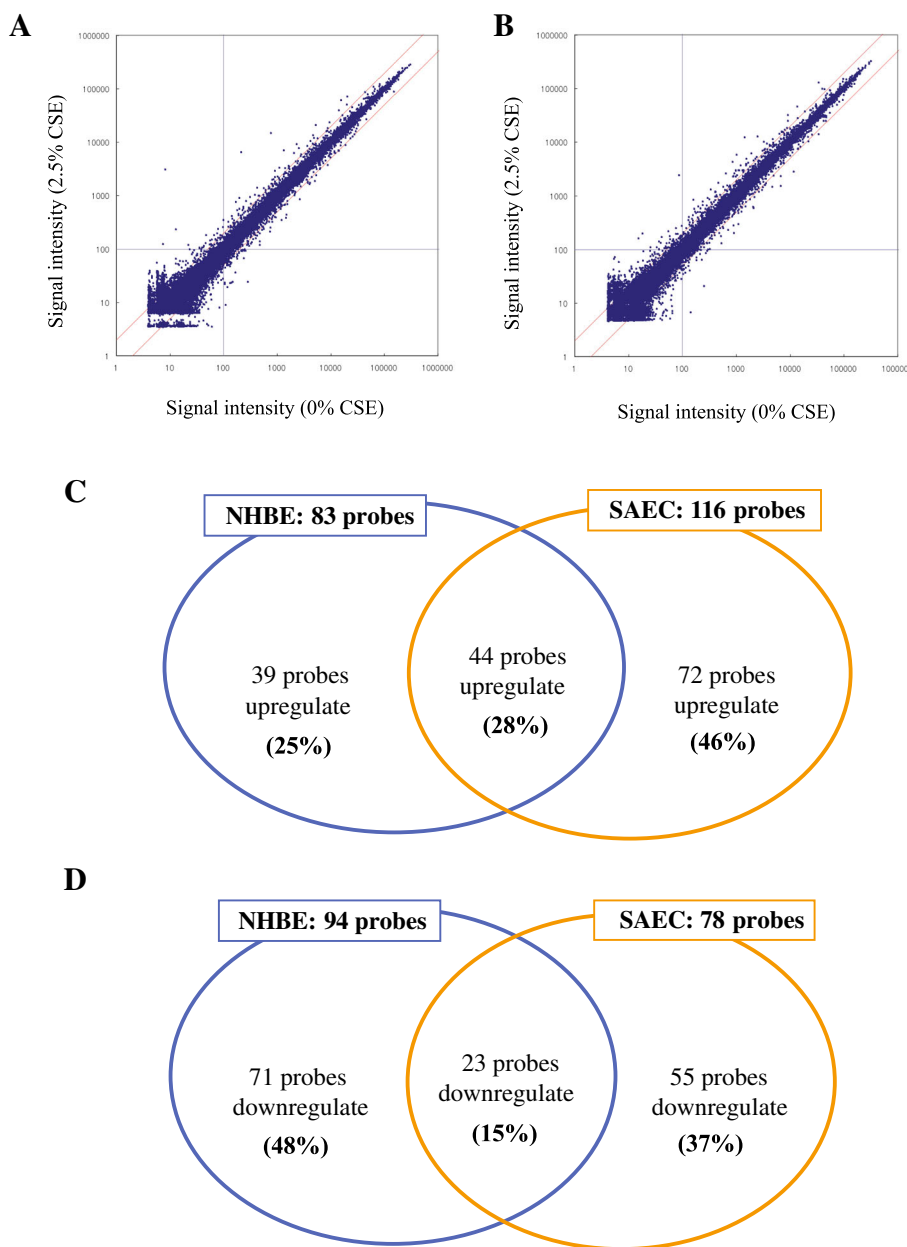 A
B
1000000
100000
10000
1000
100
10
1
1
10
100
1000
10000
100000
1000000
Signal intensity (2.5% CSE)
Signal intensity (0% CSE)
1000000
100000
10000
1000
100
10
1
1
10
100
1000
10000
100000
1000000
Signal intensity (2.5% CSE)
Signal intensity (0% CSE)
C
NHBE: 83 probes
SAEC: 116 probes
39 probes
upregulate
(25%)
44 probes
upregulate
(28%)
72 probes
upregulate
(46%)
D
NHBE: 94 probes
SAEC: 78 probes
71 probes
downregulate
(48%)
23 probes
downregulate
(15%)
55 probes
downregulate
(37%)